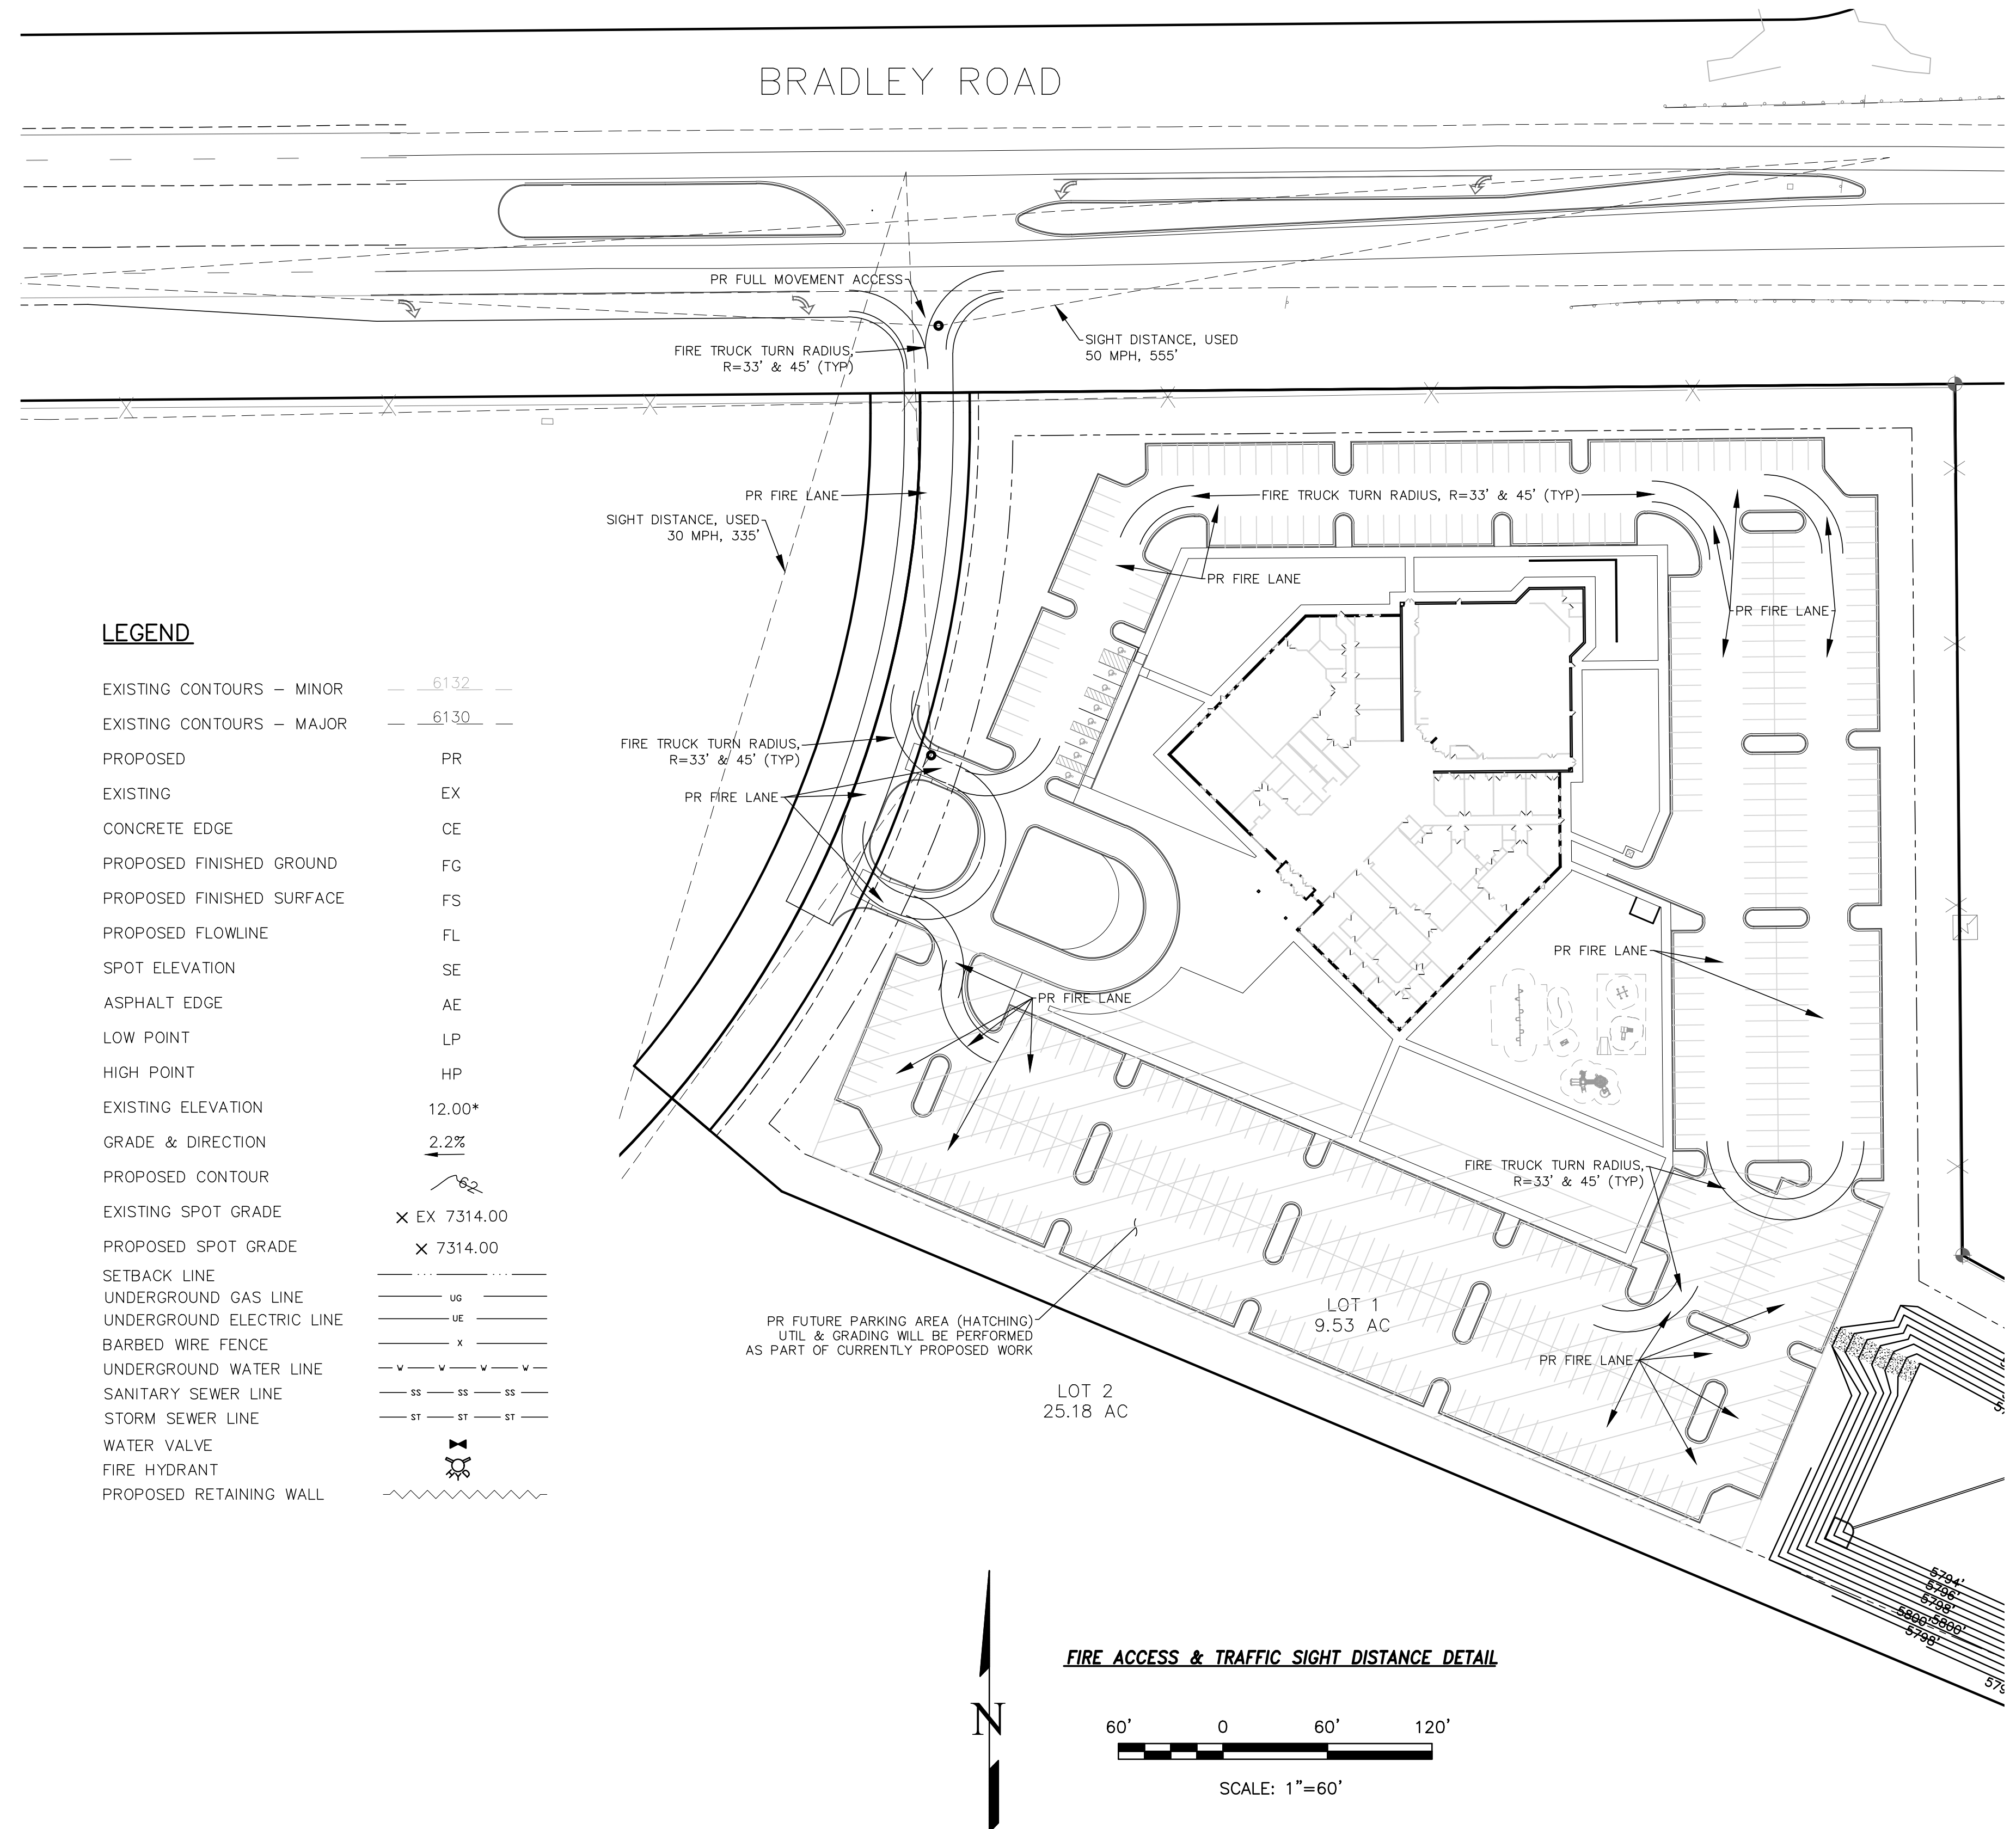 BRADLEY ROAD
PR FULL MOVEMENT ACCESS
FIRE TRUCK TURN RADIUS,
R=33' & 45' (TYP)
SIGHT DISTANCE, USED
50 MPH, 555'
PR FIRE LANE
SIGHT DISTANCE, USED
30 MPH, 335'
FIRE TRUCK TURN RADIUS, R=33' & 45' (TYP)
PR FIRE LANE
PR FIRE LANE
FIRE TRUCK TURN RADIUS,
R=33' & 45' (TYP)
PR FIRE LANE
PR FIRE LANE
PR FIRE LANE
FIRE TRUCK TURN RADIUS,
R=33' & 45' (TYP)
PR FUTURE PARKING AREA (HATCHING)
UTIL & GRADING WILL BE PERFORMED
AS PART OF CURRENTLY PROPOSED WORK
LOT 1
9.53 AC
PR FIRE LANE
LOT 2
25.18 AC
5794'
5796'
5798'
5800'
5800'
5798'
LEGEND
EXISTING CONTOURS – MINOR 6132
EXISTING CONTOURS – MAJOR 6130
PROPOSED PR
EXISTING EX
CONCRETE EDGE CE
PROPOSED FINISHED GROUND FG
PROPOSED FINISHED SURFACE FS
PROPOSED FLOWLINE FL
SPOT ELEVATION SE
ASPHALT EDGE AE
LOW POINT LP
HIGH POINT HP
EXISTING ELEVATION 12.00*
GRADE & DIRECTION 2.2%
PROPOSED CONTOUR 62
EXISTING SPOT GRADE EX 7314.00
PROPOSED SPOT GRADE 7314.00
SETBACK LINE
UNDERGROUND GAS LINE UG
UNDERGROUND ELECTRIC LINE UE
BARBED WIRE FENCE X
UNDERGROUND WATER LINE W W W W
SANITARY SEWER LINE SS SS SS
STORM SEWER LINE ST ST ST
WATER VALVE
FIRE HYDRANT
PROPOSED RETAINING WALL
N
FIRE ACCESS & TRAFFIC SIGHT DISTANCE DETAIL
60' 0 60' 120'
SCALE: 1"=60'